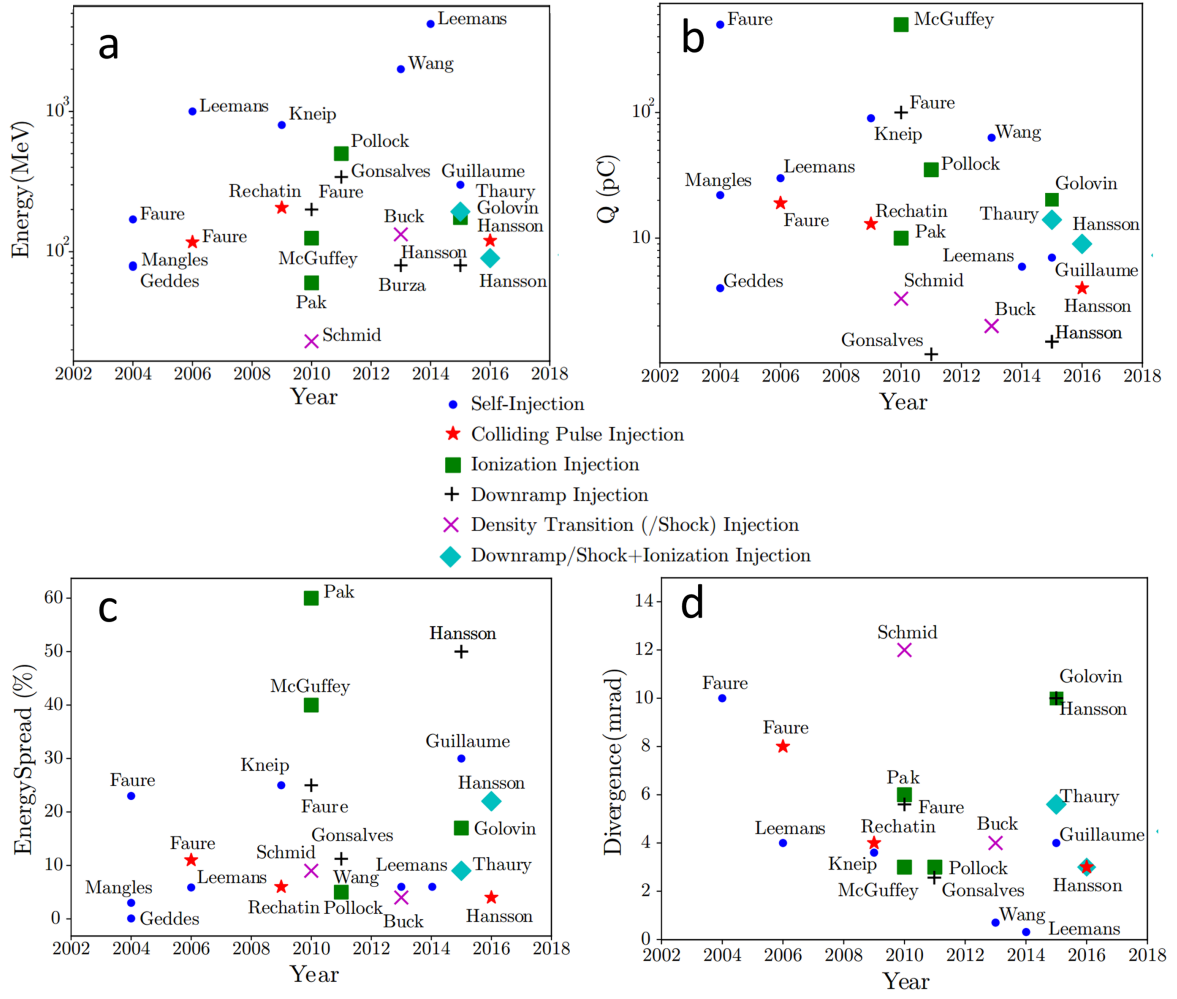 a
Energy(MeV)
10^3
10^2
Leemans
Wang
Leemans
Kneip
Pollock
Gonsalves
Guillaume
Rechatin
Faure
Thaury
Faure
Buck
Golovin
Faure
Hansson
Mangles
McGuffey
Hansson
Geddes
Burza
Hansson
Pak
Schmid
2002 2004 2006 2008 2010 2012 2014 2016 2018
Year
b
Q (pC)
10^2
10
Faure
McGuffey
Faure
Kneip
Wang
Leemans
Pollock
Mangles
Golovin
Faure
Rechatin
Thaury
Hansson
Pak
Leemans
Guillaume
Geddes
Schmid
Hansson
Buck
Gonsalves
Hansson
2002 2004 2006 2008 2010 2012 2014 2016 2018
Year
Self-Injection
Colliding Pulse Injection
Ionization Injection
Downramp Injection
Density Transition (/Shock) Injection
Downramp/Shock+Ionization Injection
c
EnergySpread (%)
60
50
40
30
20
10
0
Pak
Hansson
McGuffey
Guillaume
Kneip
Faure
Hansson
Faure
Golovin
Gonsalves
Faure
Schmid
Leemans
Thaury
Leemans
Wang
Mangles
Rechatin
Pollock
Geddes
Buck
Hansson
2002 2004 2006 2008 2010 2012 2014 2016 2018
Year
d
Divergence(mrad)
14
12
10
8
6
4
2
0
Schmid
Golovin
Faure
Hansson
Faure
Pak
Thaury
Faure
Leemans
Rechatin
Buck
Guillaume
Kneip
Pollock
McGuffey
Gonsalves
Hansson
Wang
Leemans
2002 2004 2006 2008 2010 2012 2014 2016 2018
Year